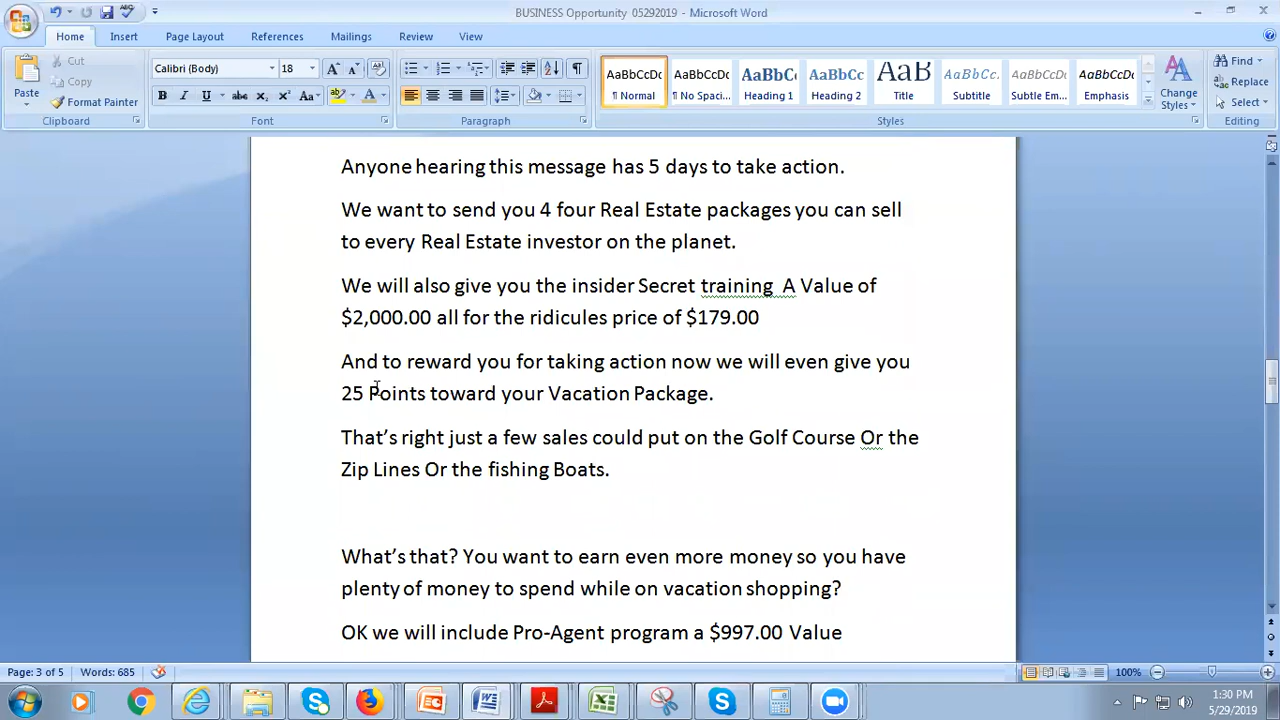 BUSINESS Opportunity 05292019 - Microsoft Word
Home Insert Page Layout References Mailings Review View
Paste Cut Copy Format Painter Clipboard
Calibri (Body) 18 Font
Paragraph
AaBbCcDc ¶ Normal AaBbCcDc ¶ No Spaci... AaBbC Heading 1 AaBbCc Heading 2 AaB Title AaBbCc. Subtitle AaBbCcDc Subtle Em... AaBbCcDc Emphasis
Change Styles Styles
Find Replace Select Editing
Anyone hearing this message has 5 days to take action.
We want to send you 4 four Real Estate packages you can sell
to every Real Estate investor on the planet.
We will also give you the insider Secret training  A Value of
$2,000.00 all for the ridicules price of $179.00
And to reward you for taking action now we will even give you
25 Points toward your Vacation Package.
That’s right just a few sales could put on the Golf Course Or the
Zip Lines Or the fishing Boats.
What’s that? You want to earn even more money so you have
plenty of money to spend while on vacation shopping?
OK we will include Pro-Agent program a $997.00 Value
Page: 3 of 5 Words: 685 100%
1:30 PM
5/29/2019